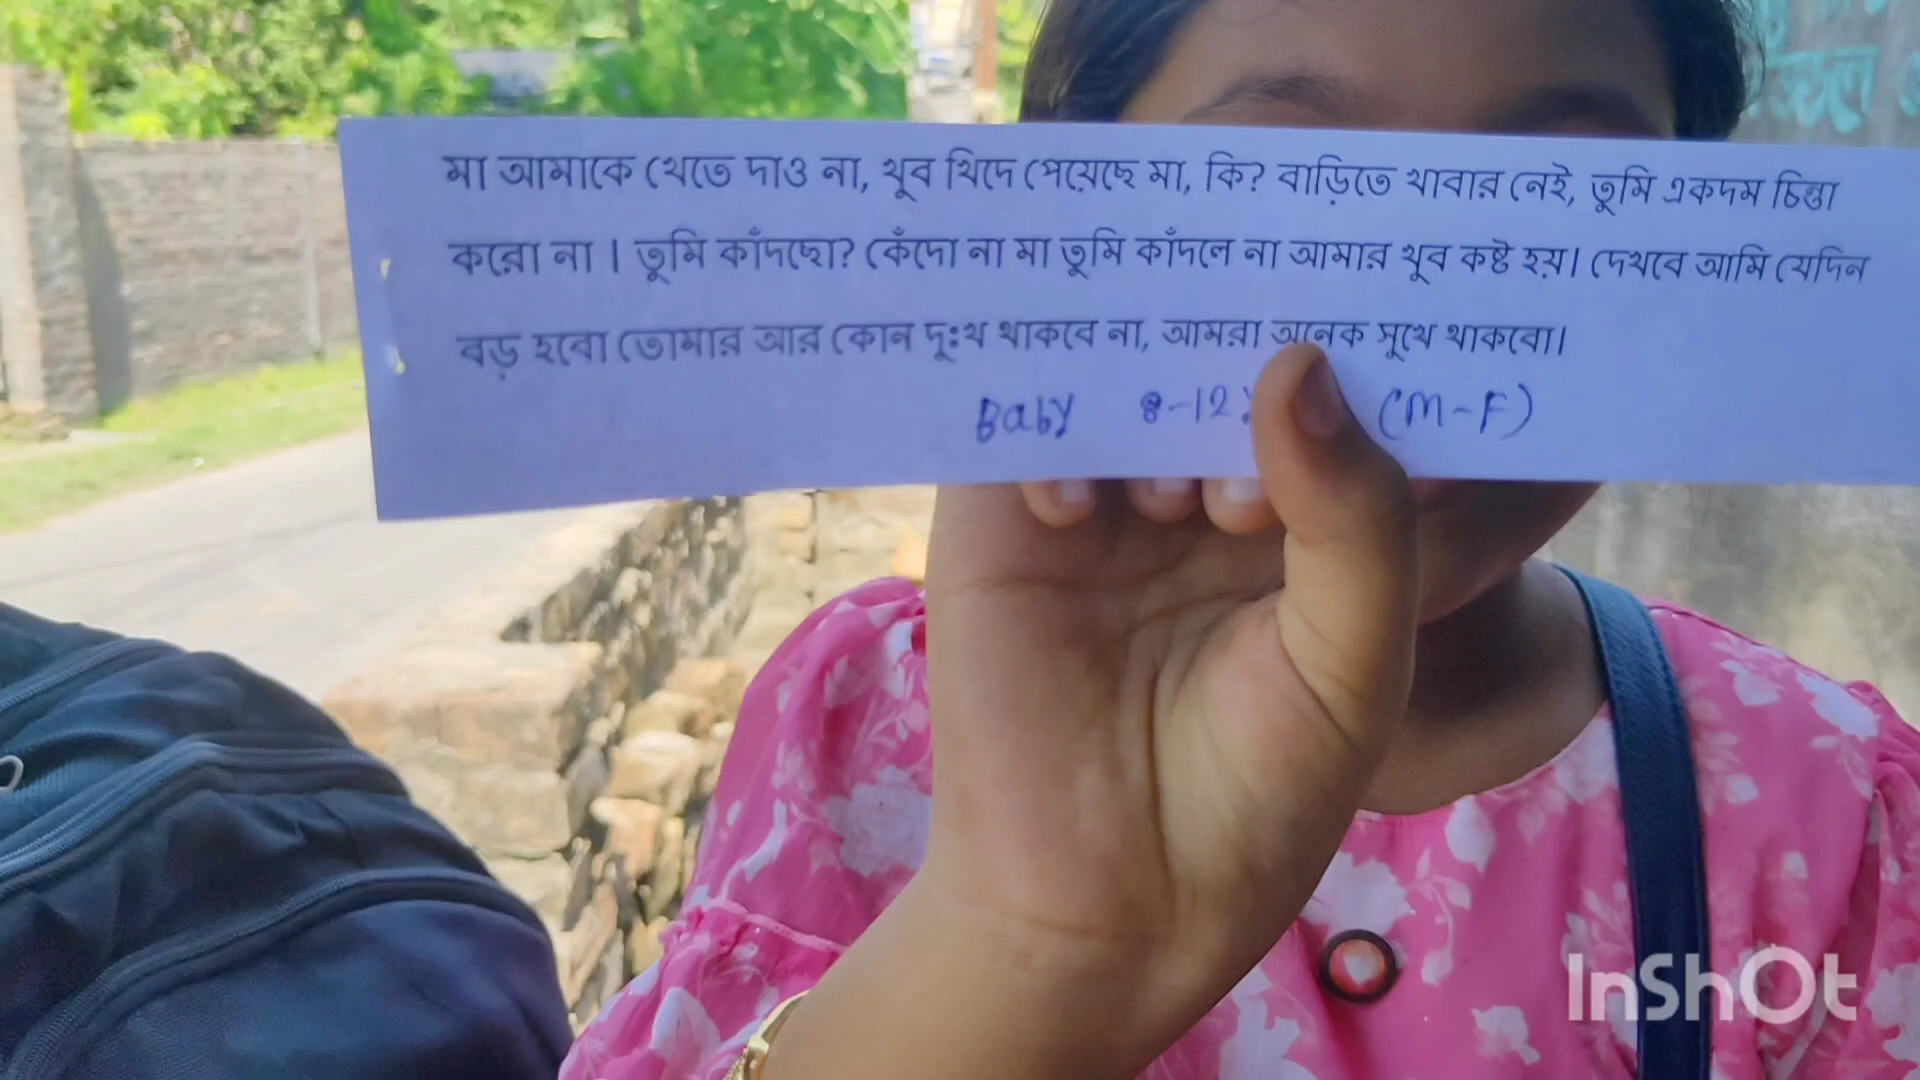 মা আমাকে খেতে দাও না, খুব খিদে পেয়েছে মা, কি? বাড়িতে খাবার নেই, তুমি একদম চিন্তা
করো না । তুমি কাঁদছো? কেঁদো না মা তুমি কাঁদলে না আমার খুব কষ্ট হয়। দেখবে আমি যেদিন
বড় হবো তোমার আর কোন দুঃখ থাকবে না, আমরা অনেক সুখে থাকবো।
Baby 8-12 (M-F)
InShOt